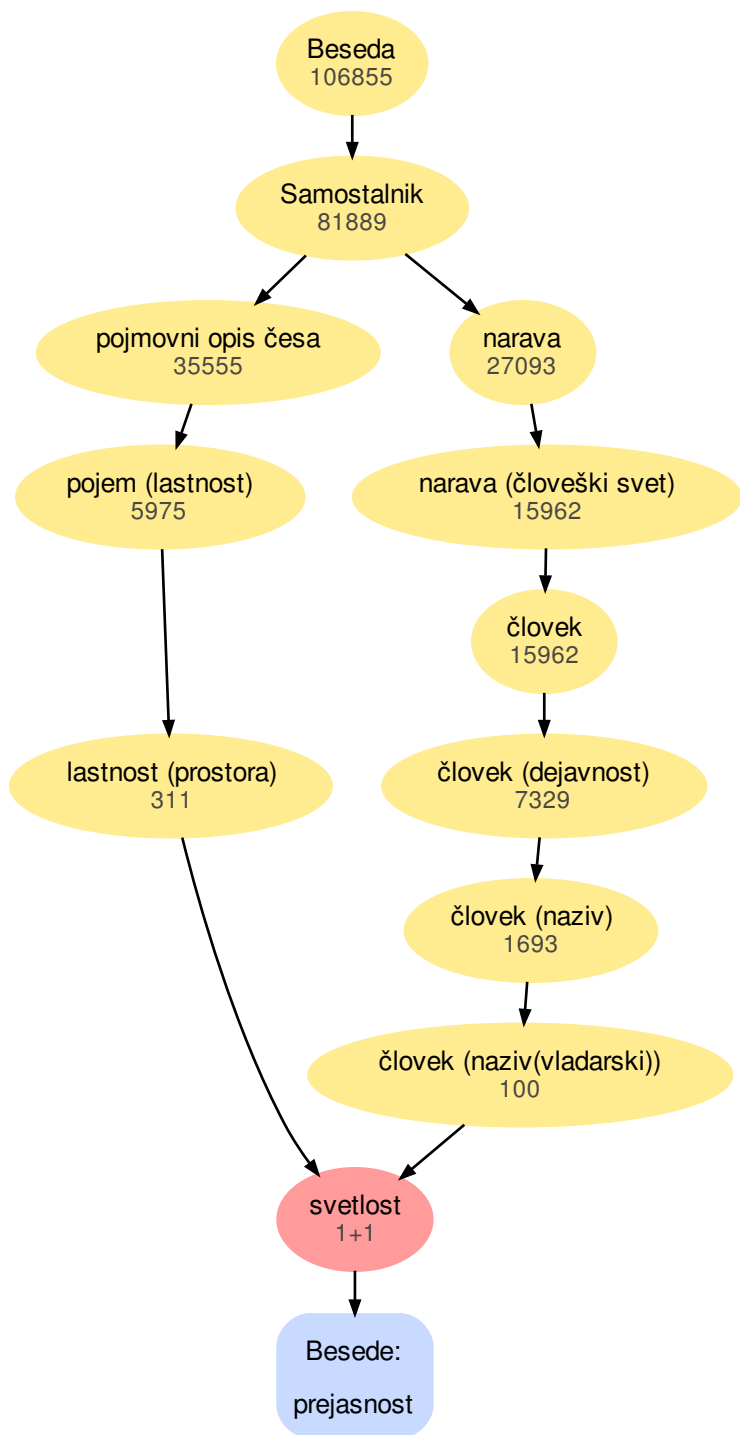 Beseda
106855
Samostalnik
81889
pojmovni opis česa
35555
narava
27093
pojem (lastnost)
5975
narava (človeški svet)
15962
človek
15962
lastnost (prostora)
311
človek (dejavnost)
7329
človek (naziv)
1693
človek (naziv(vladarski))
100
svetlost
1+1
Besede:
prejasnost